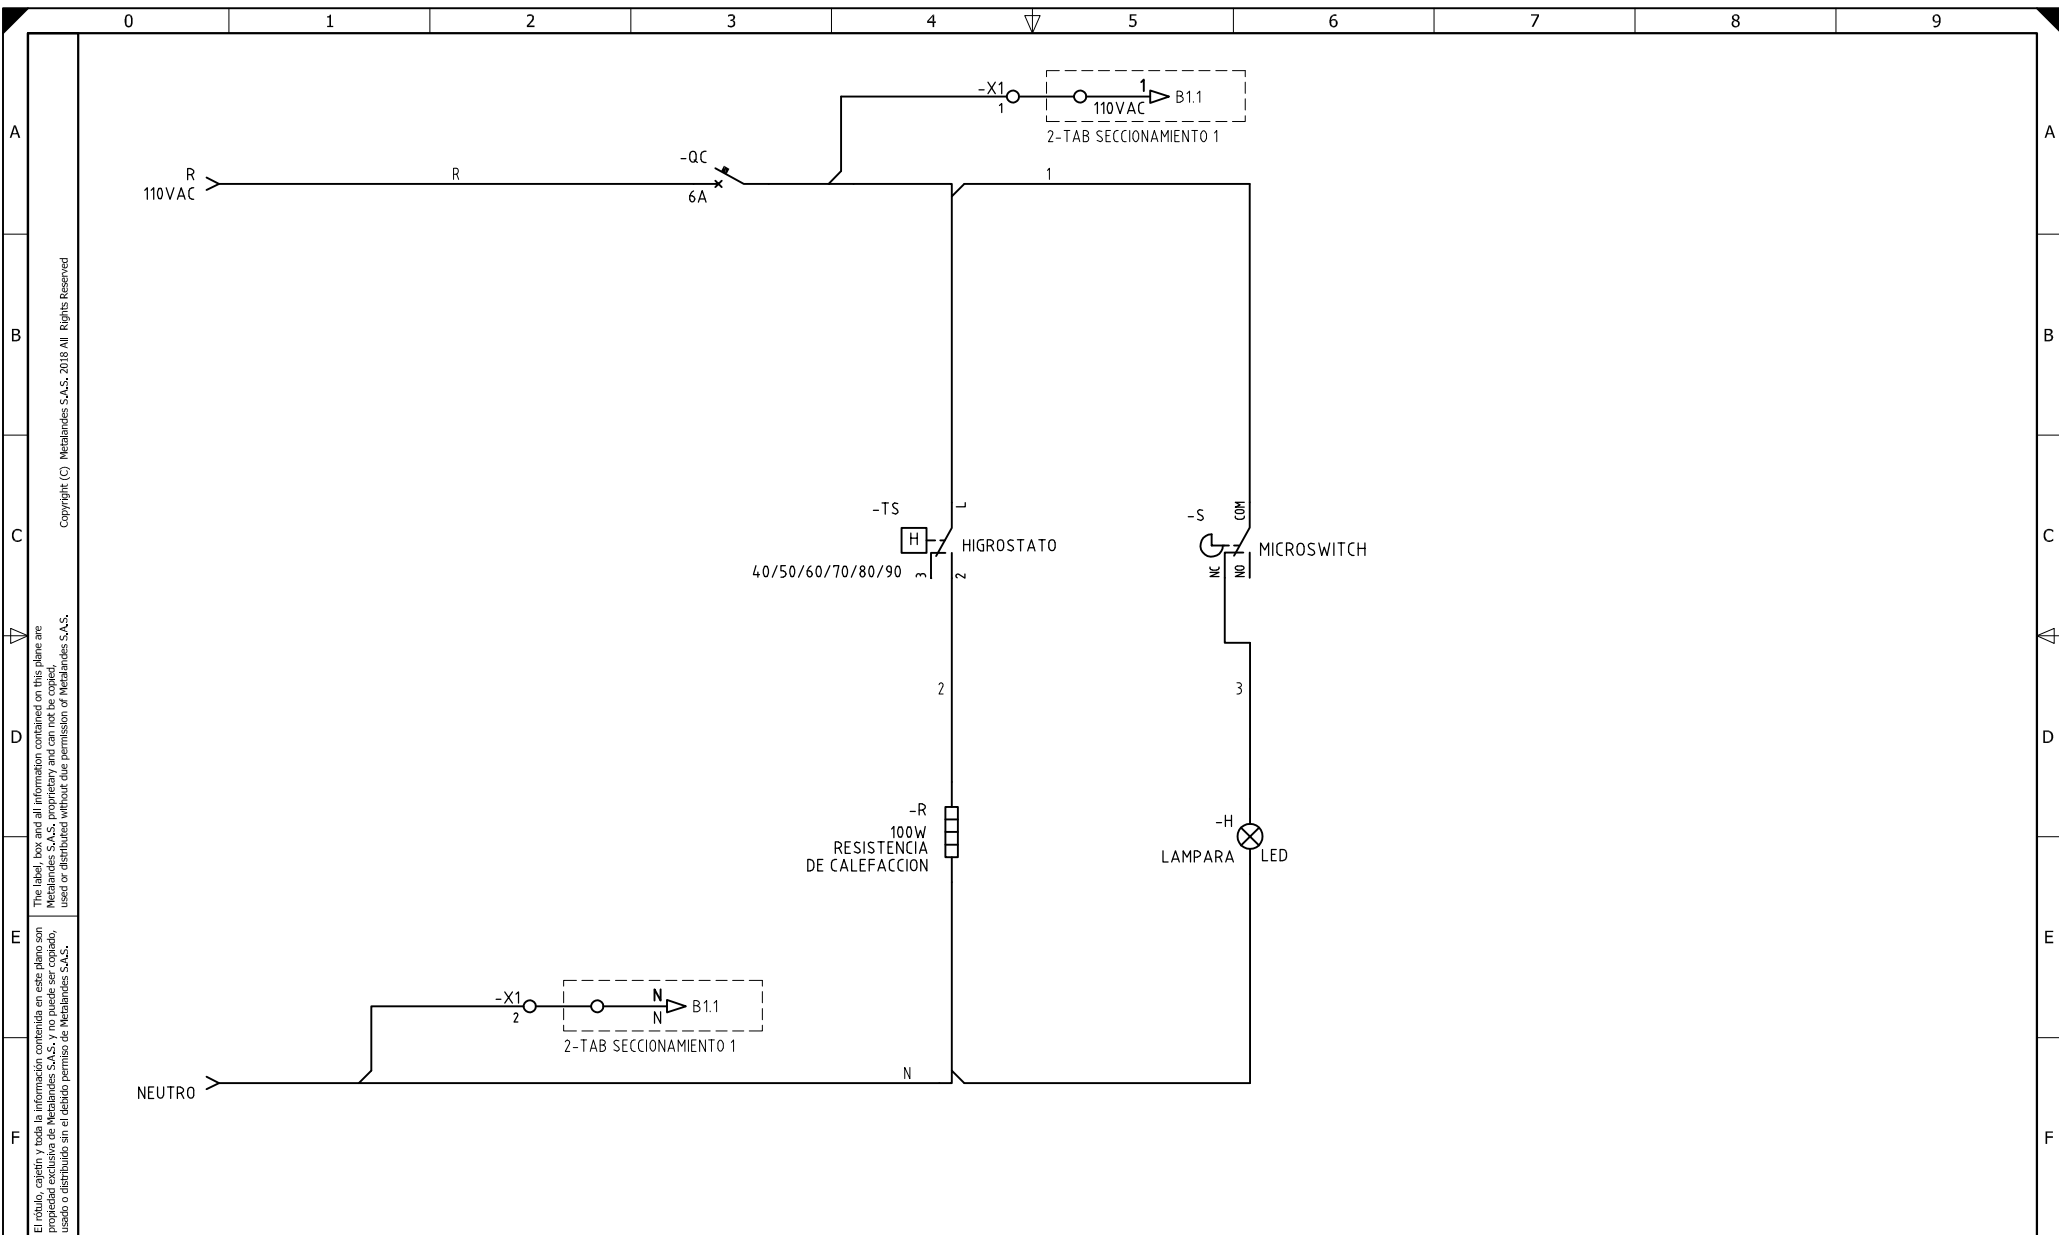 0 1 2 3 4 5 6 7 8 9
A A
B B
C C
D D
E E
F F
-X1
1
1
110VAC
B1.1
2-TAB SECCIONAMIENTO 1
R
110VAC
R
-QC
6A
1
-TS
L
H
HIGROSTATO
40/50/60/70/80/90
3
2
-S
COM
MICROSWITCH
NC
NO
2
3
-R
100W
RESISTENCIA
DE CALEFACCION
-H
LAMPARA
LED
-X1
2
N
N
B1.1
2-TAB SECCIONAMIENTO 1
NEUTRO
N
Copyright (C) Metalandes S.A.S. 2018 All Rights Reserved
The label, box and all information contained on this plane are
Metalandes S.A.S. proprietary and can not be copied,
used or distributed without due permission of Metalandes S.A.S.
El rótulo, cajetín y toda la información contenida en este plano son
propiedad exclusiva de Metalandes S.A.S. y no puede ser copiado,
usado o distribuido sin el debido permiso de Metalandes S.A.S.